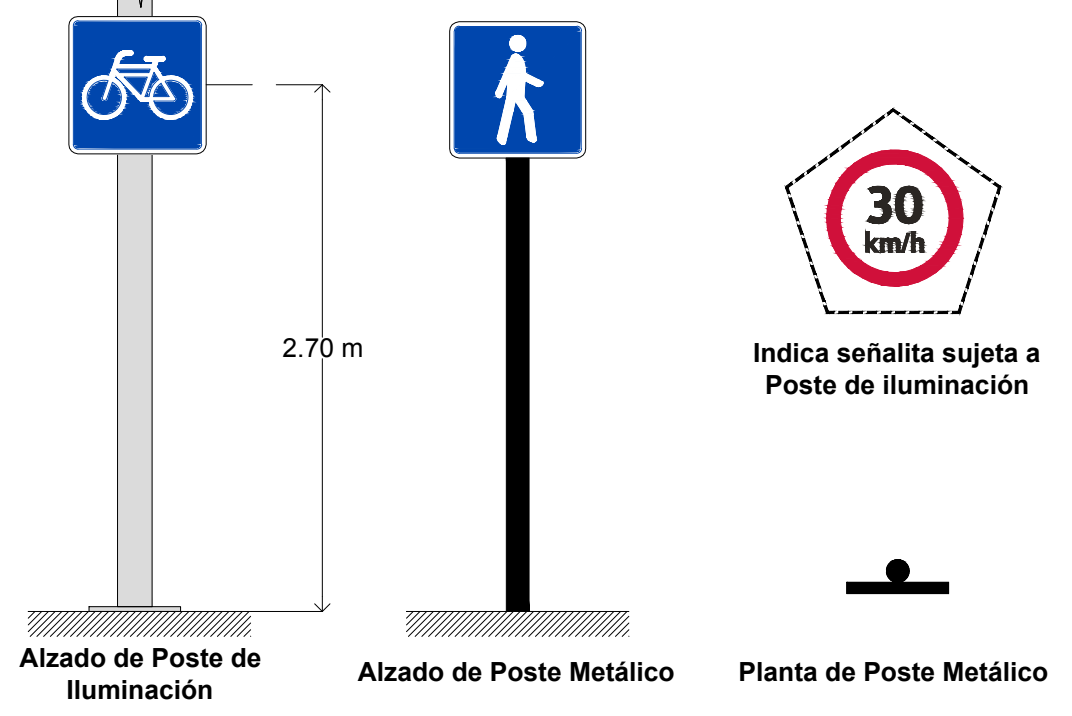 30
km/h
2.70 m
Indica señalita sujeta a
Poste de iluminación
Alzado de Poste de
Iluminación
Alzado de Poste Metálico
Planta de Poste Metálico